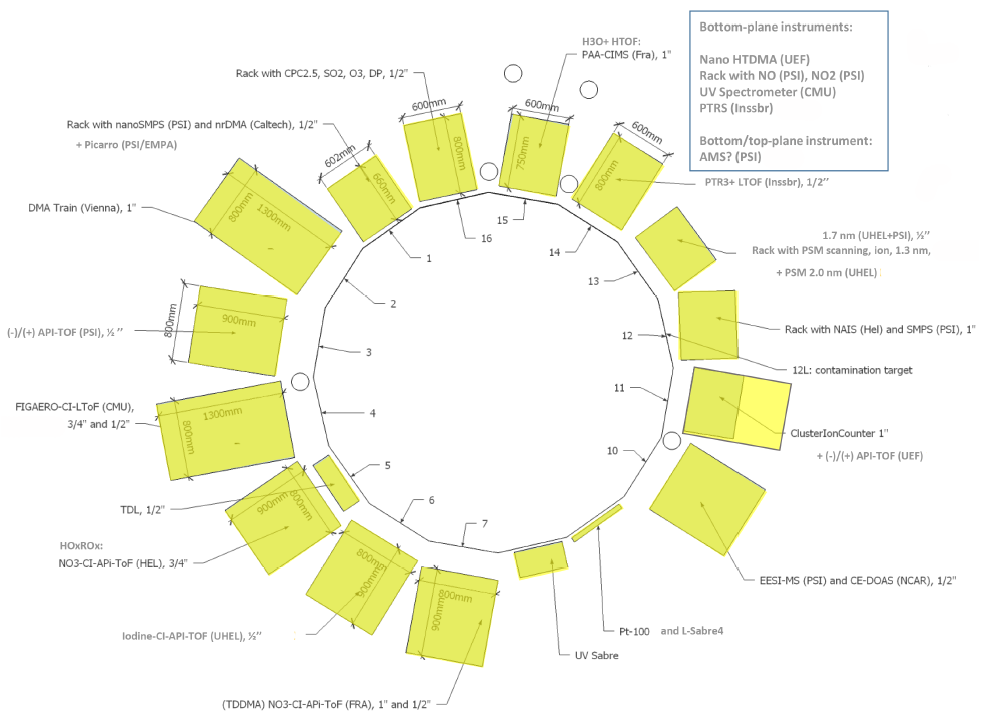 Bottom-plane instruments:
Nano HTDMA (UEF)
Rack with NO (PSI), NO2 (PSI)
UV Spectrometer (CMU)
PTRS (Inssbr)
Bottom/top-plane instrument:
AMS? (PSI)
H3O+ HTOF:
PAA-CIMS (Fra), 1"
Rack with CPC2.5, SO2, O3, DP, 1/2"
600mm
800mm
600mm
750mm
600mm
800mm
Rack with nanoSMPS (PSI) and nrDMA (Caltech), 1/2"
+ Picarro (PSI/EMPA)
602mm
660mm
PTR3+ LTOF (Inssbr), 1/2’’
DMA Train (Vienna), 1"
800mm
1300mm
1.7 nm (UHEL+PSI), ½’’
Rack with PSM scanning, ion, 1.3 nm,
+ PSM 2.0 nm (UHEL)
16
15
14
1
13
2
12
3
11
4
10
5
6
7
(-)/(+) API-TOF (PSI), ½ ’’
800mm
900mm
Rack with NAIS (Hel) and SMPS (PSI), 1"
12L: contamination target
FIGAERO-CI-LToF (CMU),
3/4" and 1/2"
800mm
1300mm
ClusterIonCounter 1"
+ (-)/(+) API-TOF (UEF)
TDL, 1/2"
900mm
800mm
HOxROx:
NO3-CI-APi-ToF (HEL), 3/4"
800mm
900mm
EESI-MS (PSI) and CE-DOAS (NCAR), 1/2"
800mm
900mm
Iodine-CI-API-TOF (UHEL), ½’’
Pt-100 and L-Sabre4
UV Sabre
(TDDMA) NO3-CI-APi-ToF (FRA), 1" and 1/2"